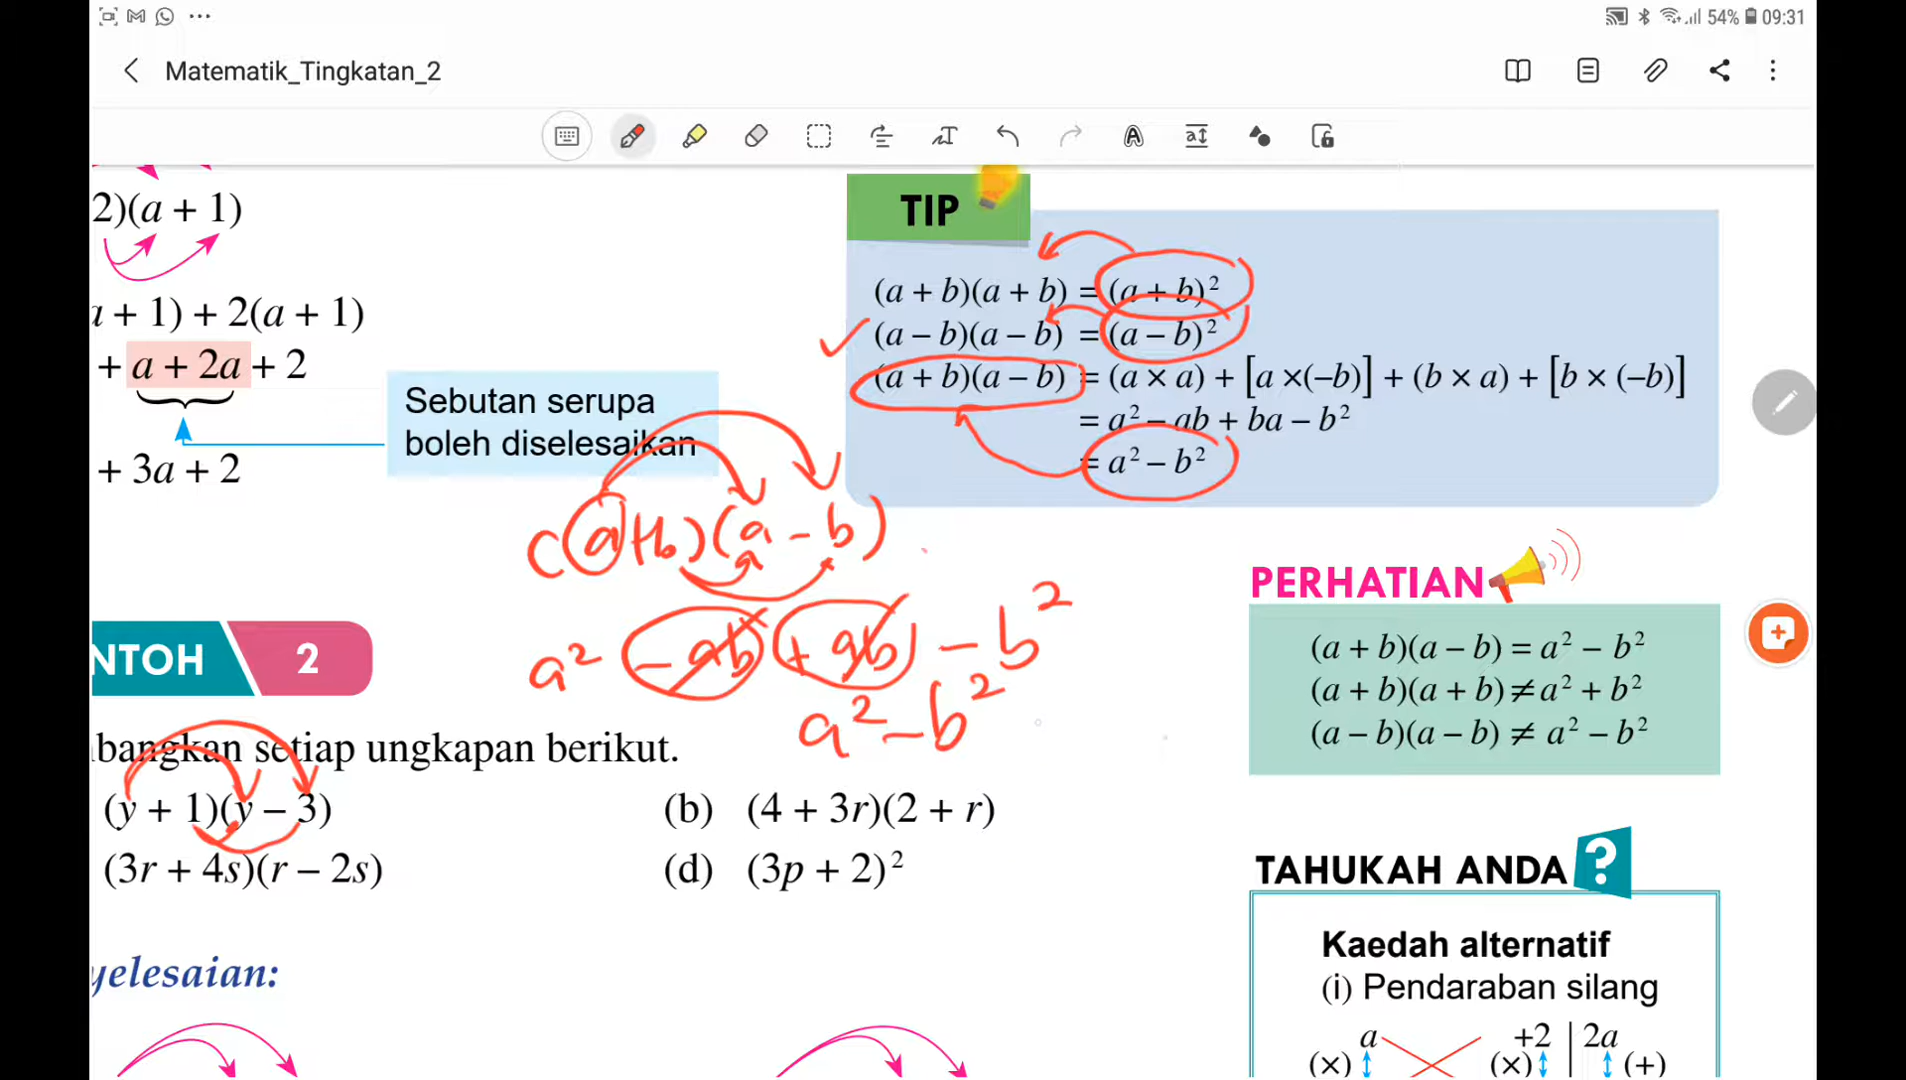 54% 09:31
Matematik_Tingkatan_2
2)(a + 1)
a + 1) + 2(a + 1)
+ a + 2a + 2
+ 3a + 2
Sebutan serupa
boleh diselesaikan
TIP
(a + b)(a + b) = (a + b)²
(a – b)(a – b) = (a – b)²
(a + b)(a – b) = (a × a) + [a ×(–b)] + (b × a) + [b × (–b)]
= a² – ab + ba – b²
= a² – b²
(a+b)(a – b)
a² – ab + ab – b²
a² – b²
PERHATIAN
(a + b)(a – b) = a² – b²
(a + b)(a + b) ≠ a² + b²
(a – b)(a – b) ≠ a² – b²
NTOH 2
bangkan setiap ungkapan berikut.
(y + 1)(y – 3)
(b) (4 + 3r)(2 + r)
(3r + 4s)(r – 2s)
(d) (3p + 2)²
yelesaian:
TAHUKAH ANDA ?
Kaedah alternatif
(i) Pendaraban silang
a +2 2a
(×) (×) (+)